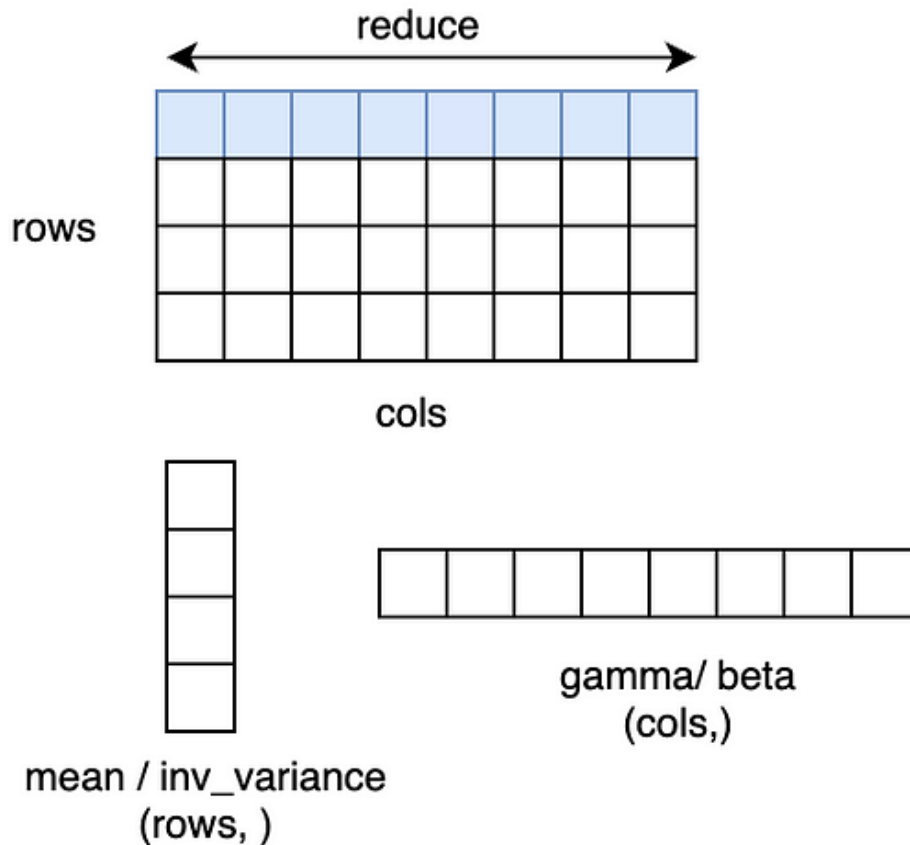 reduce
rows
cols
gamma/ beta
(cols,)
mean / inv_variance
(rows, )